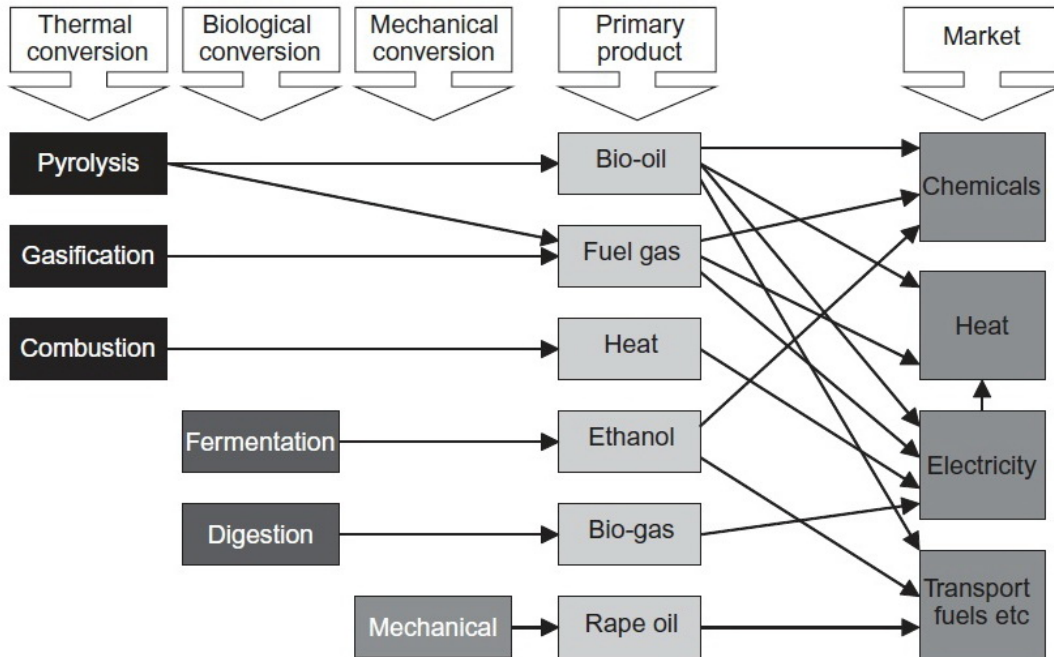 Thermal
conversion
Biological
conversion
Mechanical
conversion
Primary
product
Market
Pyrolysis
Bio-oil
Chemicals
Gasification
Fuel gas
Combustion
Heat
Heat
Fermentation
Ethanol
Electricity
Digestion
Bio-gas
Transport
fuels etc
Mechanical
Rape oil